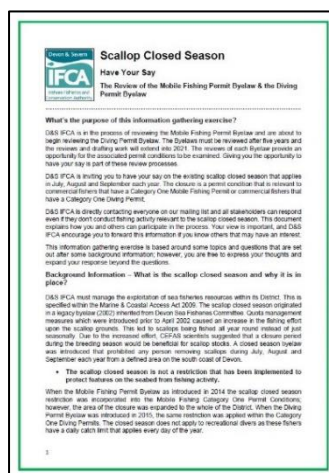 Devon & Severn
IFCA
Inshore Fisheries and
Conservation Authority
Scallop Closed Season
Have Your Say
The Review of the Mobile Fishing Permit Byelaw & the Diving
Permit Byelaw
What's the purpose of this information gathering exercise?
D&S IFCA is in the process of reviewing the Mobile Fishing Permit Byelaw and are about to
begin reviewing the Diving Permit Byelaw. The Byelaws must be reviewed after five years and
the reviews and drafting work will extend into 2021. The reviews of each Byelaw provide an
opportunity for the associated permit conditions to be examined. Giving you the opportunity to
have your say is part of these review processes.
D&S IFCA is inviting you to have your say on the existing scallop closed season that applies
in July, August and September each year. The closure is a permit condition that is relevant to
commercial fishers that have a Category One Mobile Fishing Permit or commercial fishers that
have a Category One Diving Permit.
D&S IFCA is directly contacting everyone on our mailing list and all stakeholders can respond
even if they don't conduct fishing activity relevant to the scallop closed season. This document
explains how you and others can participate in the process. Your view is important, and D&S
IFCA encourage you to forward this information if you know others that may have an interest.
This information gathering exercise is based around some topics and questions that are set
out after some background information; however, you are free to express your thoughts and
expand your response beyond the questions.
Background Information – What is the scallop closed season and why it is in
place?
D&S IFCA must manage the exploitation of sea fisheries resources within its District. This is
specified within the Marine & Coastal Access Act 2009. The scallop closed season originated
in a legacy byelaw (2002) inherited from Devon Sea Fisheries Committee. Quota management
measures which were introduced prior to April 2002 caused an increase in the fishing effort
upon the scallop grounds. This led to scallops being fished all year round instead of just
seasonally. Due to the increased effort, CEFAS scientists suggested that a closure period
during the breeding season would be beneficial for scallop stocks. A closed season byelaw
was introduced that prohibited any person removing scallops during July, August and
September each year from a defined area on the south coast of Devon.
• The scallop closed season is not a restriction that has been implemented to
protect features on the seabed from fishing activity.
When the Mobile Fishing Permit Byelaw as introduced in 2014 the scallop closed season
restriction was incorporated into the Mobile Fishing Category One Permit Conditions;
however, the area of the closure was expanded to the whole of the District. When the Diving
Permit Byelaw was introduced in 2015, the same restriction was applied within the Category
One Diving Permits. The closed season does not apply to recreational divers as these fishers
have a daily catch limit that applies every day of the year.